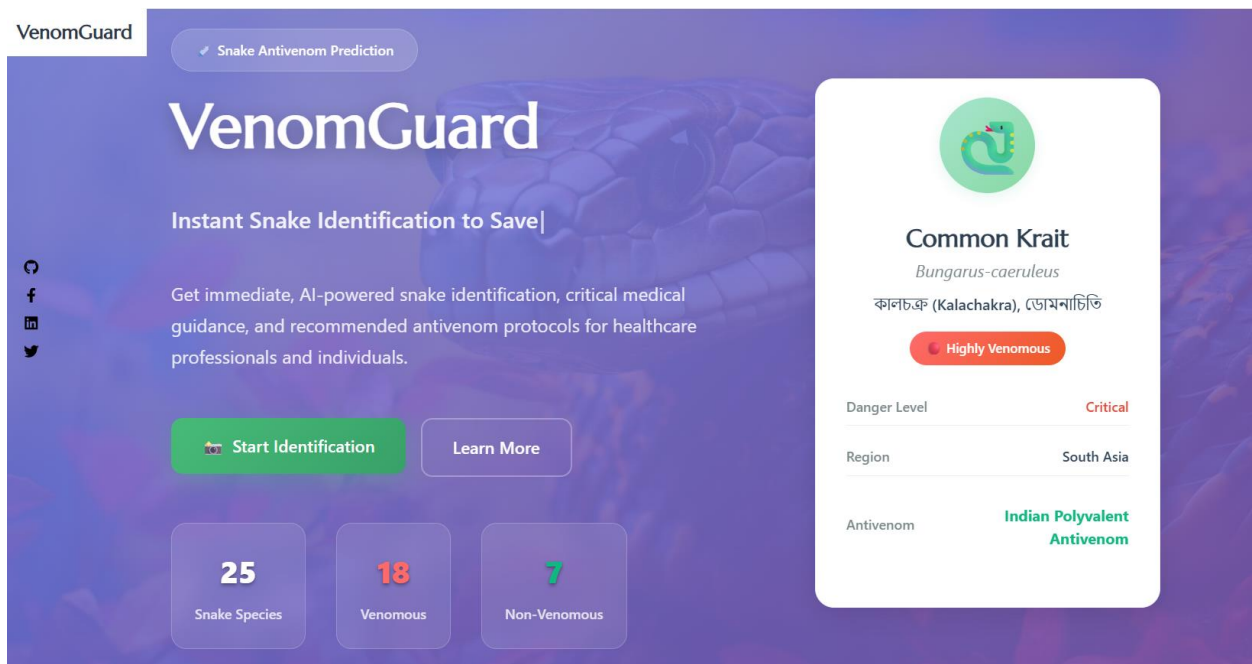 VenomGuard
Snake Antivenom Prediction
VenomGuard
Instant Snake Identification to Save|
Get immediate, AI-powered snake identification, critical medical
guidance, and recommended antivenom protocols for healthcare
professionals and individuals.
Start Identification
Learn More
25
Snake Species
18
Venomous
7
Non-Venomous
Common Krait
Bungarus-caeruleus
কালচক্র (Kalachakra), ডোমনাচিতি
Highly Venomous
Danger Level Critical
Region South Asia
Antivenom Indian Polyvalent
Antivenom